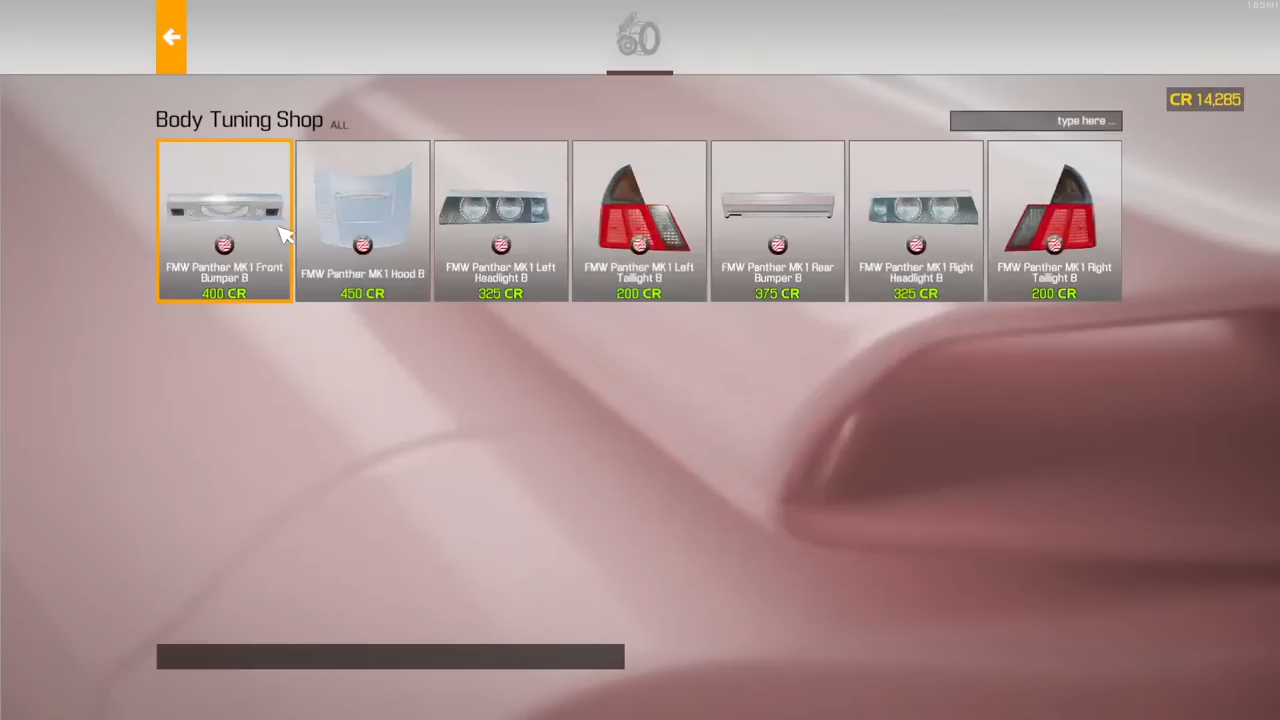 CR 14,285
Body Tuning Shop ALL
type here ...
FMW Panther MK1 Front
Bumper B
400 CR
FMW Panther MK1 Hood B
450 CR
FMW Panther MK1 Left
Headlight B
325 CR
FMW Panther MK1 Left
Taillight B
200 CR
FMW Panther MK1 Rear
Bumper B
375 CR
FMW Panther MK1 Right
Headlight B
325 CR
FMW Panther MK1 Right
Taillight B
200 CR